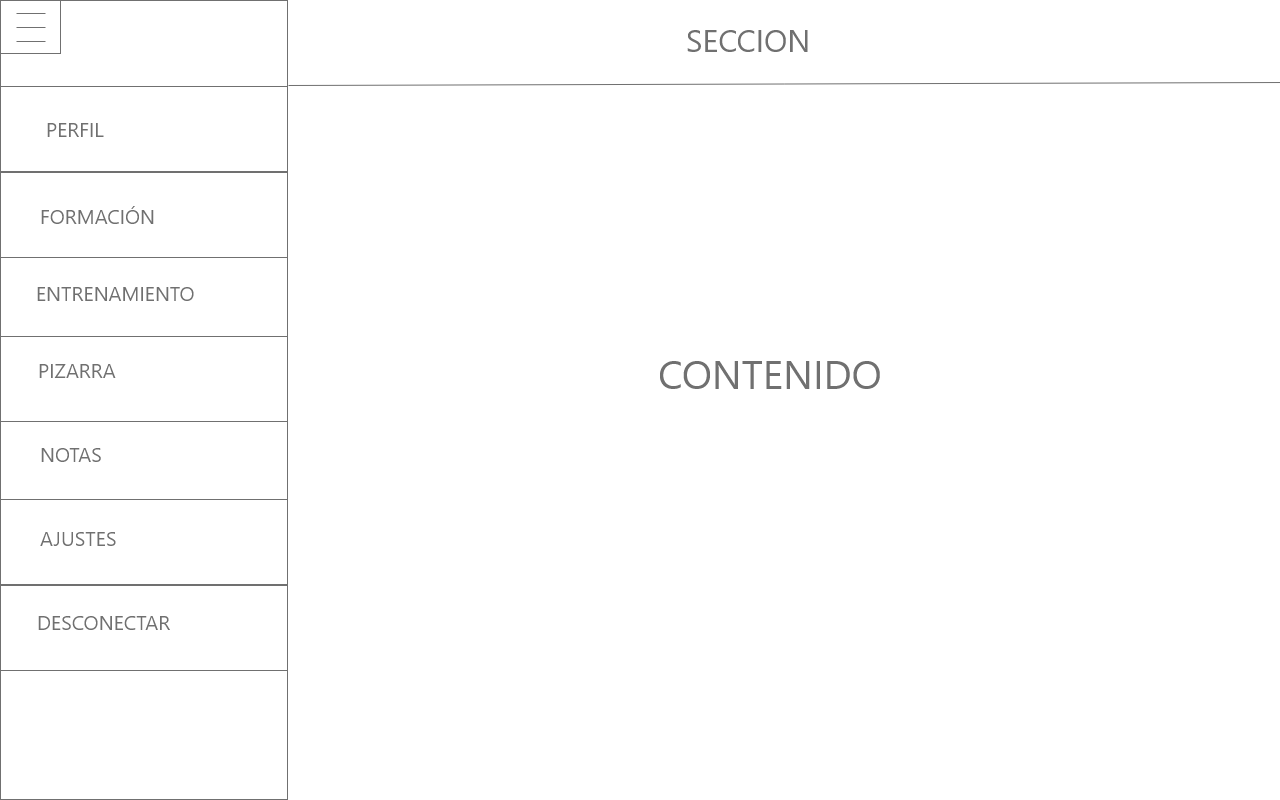 SECCION
PERFIL
FORMACIÓN
ENTRENAMIENTO
PIZARRA
CONTENIDO
NOTAS
AJUSTES
DESCONECTAR